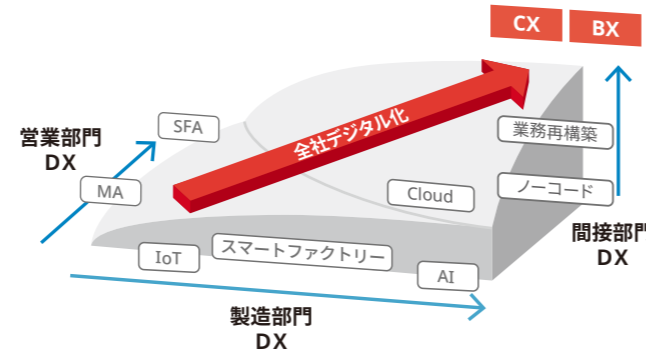 CX
BX
全社デジタル化
SFA
営業部門
DX
MA
業務再構築
Cloud
ノーコード
間接部門
DX
IoT
スマートファクトリー
AI
製造部門
DX